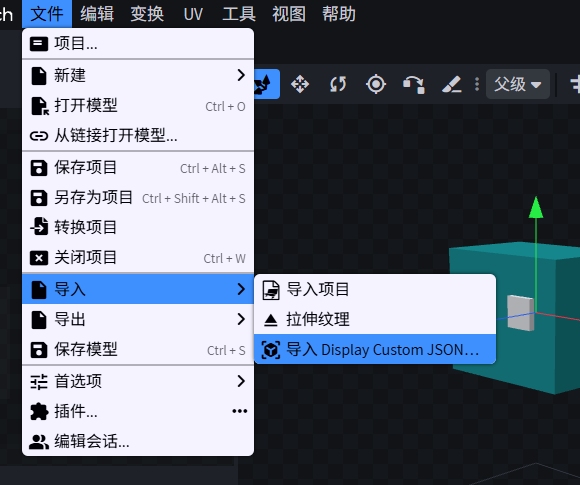 ch 文件 编辑 变换 UV 工具 视图 帮助
项目...
新建
打开模型 Ctrl + O
从链接打开模型...
保存项目 Ctrl + Alt + S
另存为项目 Ctrl + Shift + Alt + S
转换项目
关闭项目 Ctrl + W
导入
导出
保存模型 Ctrl + S
首选项
插件...
编辑会话...
导入项目
拉伸纹理
导入 Display Custom JSON...
父级